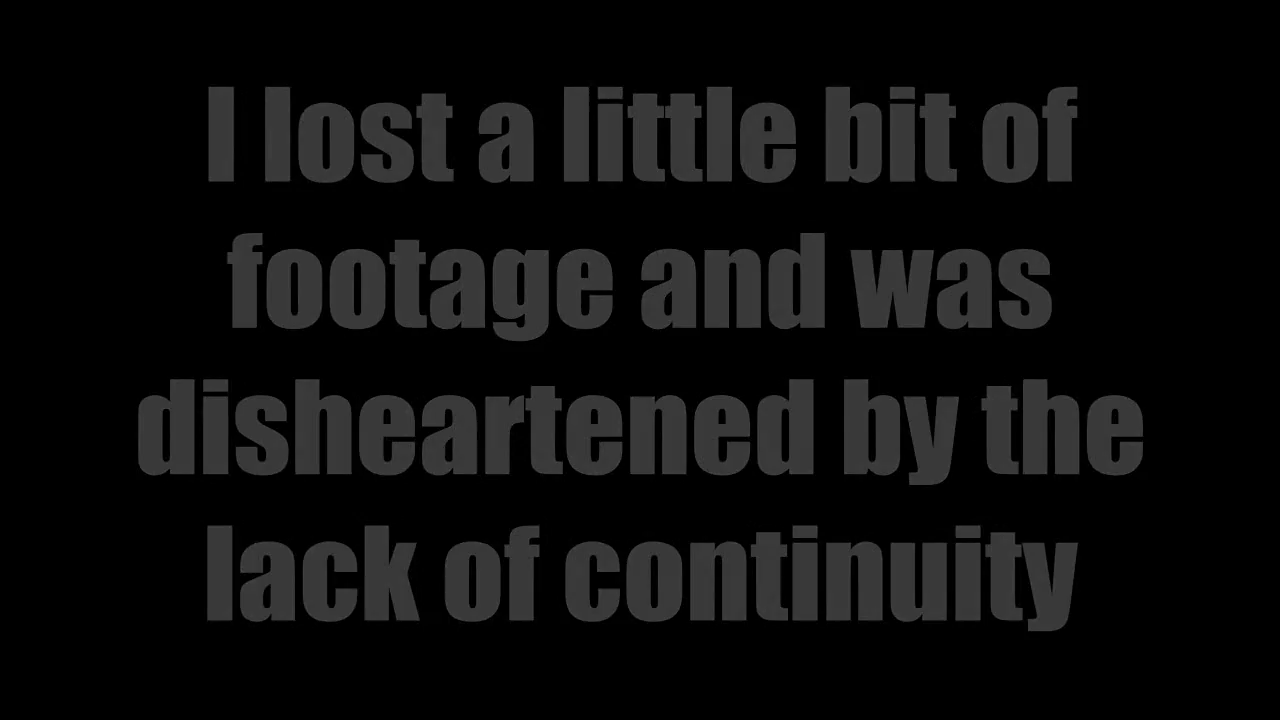 I lost a little bit of
footage and was
disheartened by the
lack of continuity